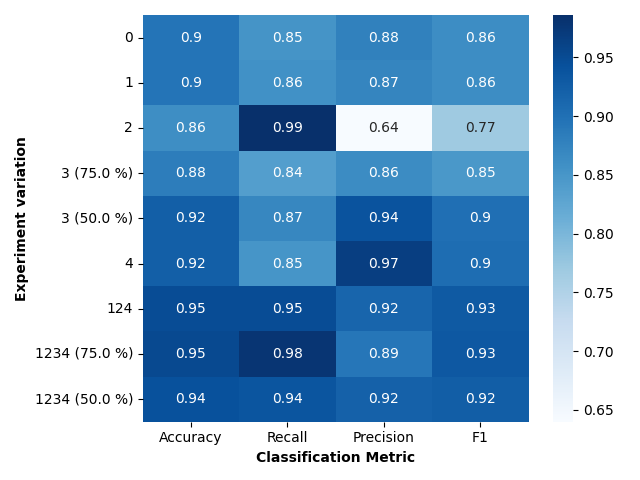 0 0.9 0.85 0.88 0.86
1 0.9 0.86 0.87 0.86
2 0.86 0.99 0.64 0.77
3 (75.0 %) 0.88 0.84 0.86 0.85
3 (50.0 %) 0.92 0.87 0.94 0.9
4 0.92 0.85 0.97 0.9
124 0.95 0.95 0.92 0.93
1234 (75.0 %) 0.95 0.98 0.89 0.93
1234 (50.0 %) 0.94 0.94 0.92 0.92
Accuracy Recall Precision F1
Classification Metric
Experiment variation
0.95
0.90
0.85
0.80
0.75
0.70
0.65